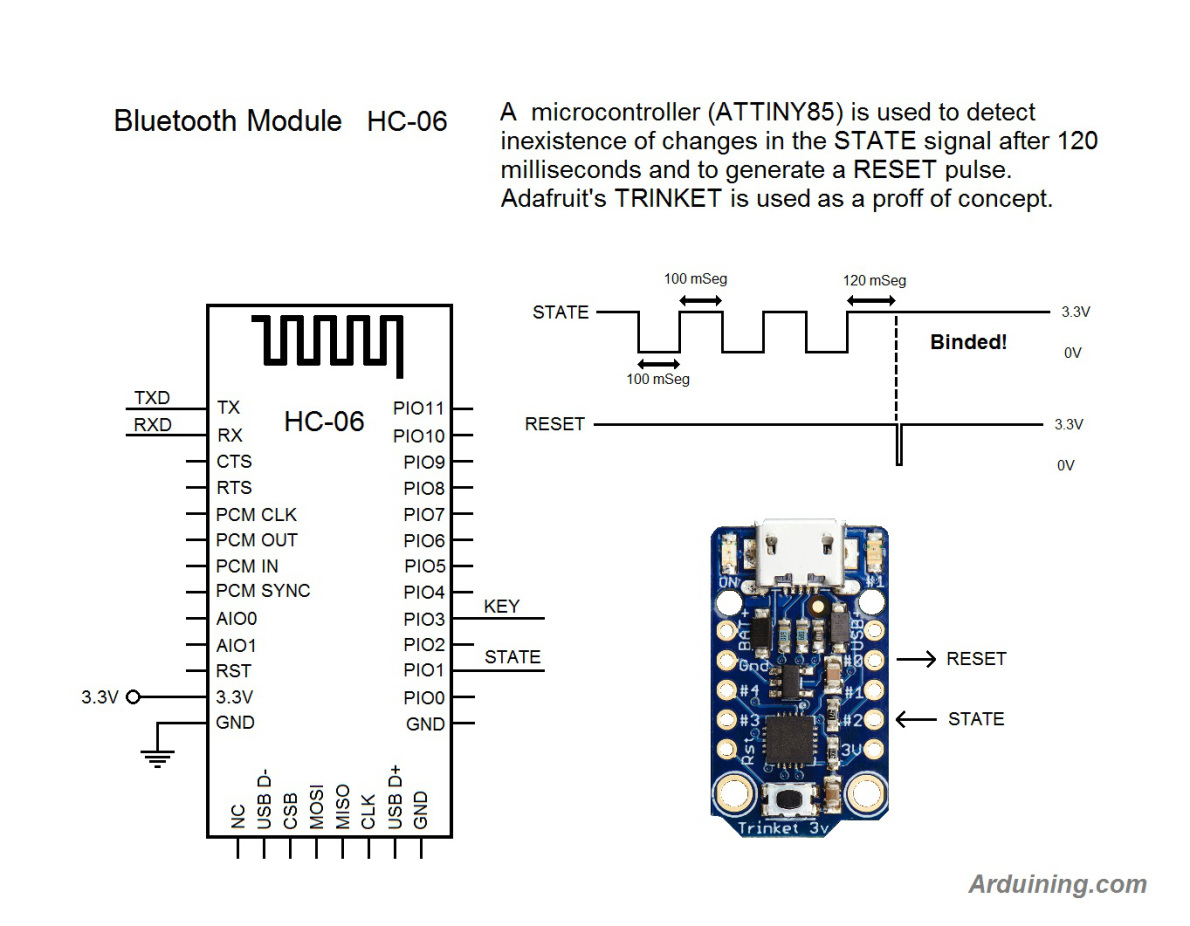 Bluetooth Module HC-06
A microcontroller (ATTINY85) is used to detect
inexistence of changes in the STATE signal after 120
milliseconds and to generate a RESET pulse.
Adafruit's TRINKET is used as a proff of concept.
100 mSeg
120 mSeg
STATE
3.3V
Binded!
0V
100 mSeg
RESET
3.3V
0V
HC-06
TXD
TX
PIO11
RXD
RX
PIO10
CTS
PIO9
RTS
PIO8
PCM CLK
PIO7
PCM OUT
PIO6
PCM IN
PIO5
PCM SYNC
PIO4
AIO0
PIO3
KEY
AIO1
PIO2
RST
PIO1
STATE
3.3V
3.3V
PIO0
GND
GND
NC
USB D-
CSB
MOSI
MISO
CLK
USB D+
GND
ON
#1
BAT+
USB+
Gnd
#0
RESET
#4
#1
#3
#2
STATE
Rst
3V
Trinket 3v
Arduining.com